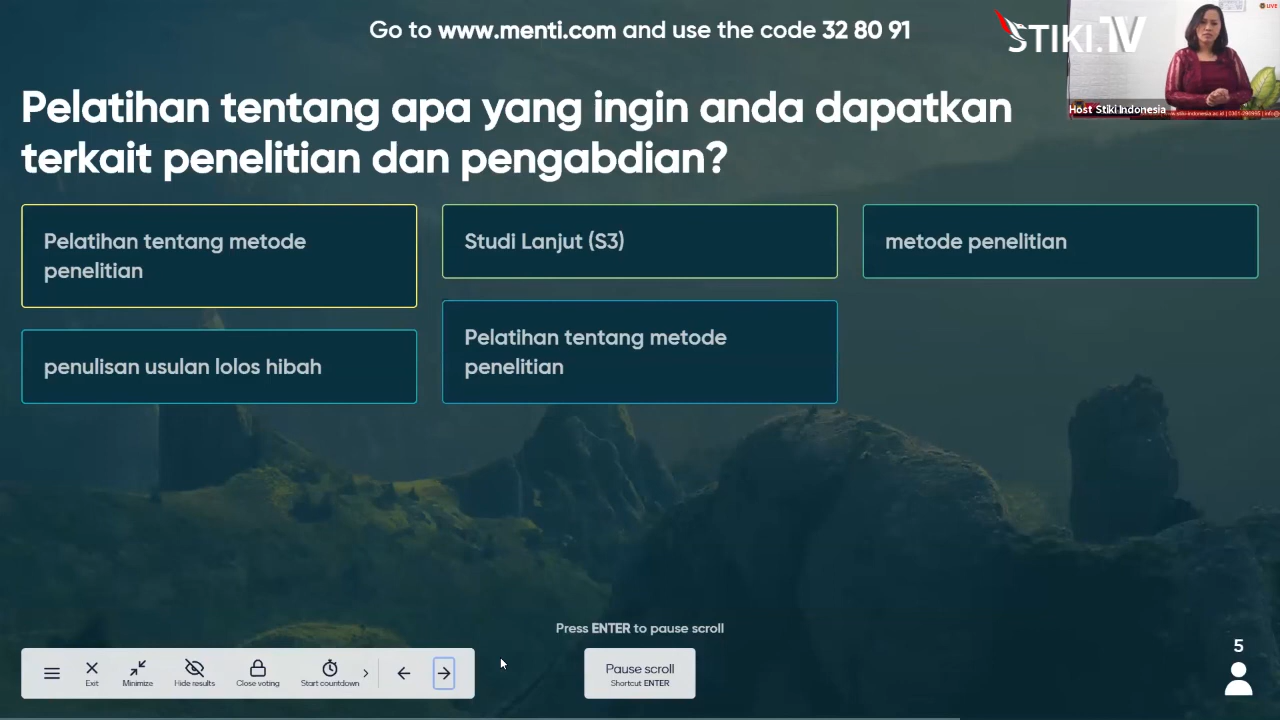 Go to www.menti.com and use the code 32 80 91
STIKI.TV
LIVE
Host Stiki Indonesia
Pelatihan tentang apa yang ingin anda dapatkan
terkait penelitian dan pengabdian?
Pelatihan tentang metode
penelitian
Studi Lanjut (S3)
metode penelitian
penulisan usulan lolos hibah
Pelatihan tentang metode
penelitian
Press ENTER to pause scroll
Exit
Minimize
Hide results
Close voting
Start countdown
Pause scroll
Shortcut ENTER
5